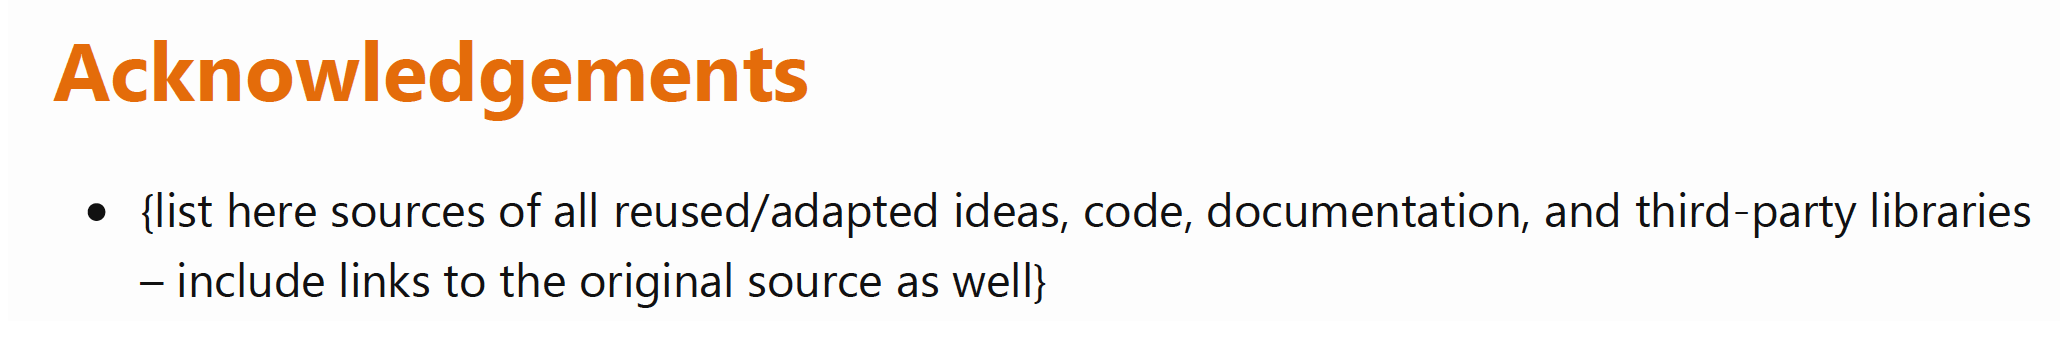 Acknowledgements
• {list here sources of all reused/adapted ideas, code, documentation, and third-party libraries
– include links to the original source as well}